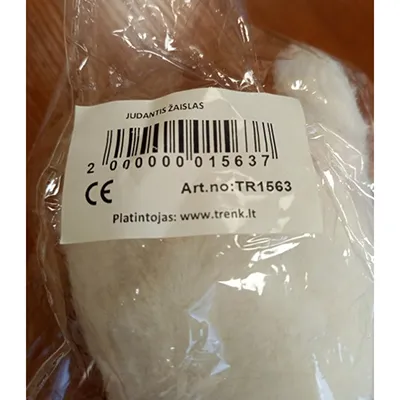 JUDANTIS ŽAISLAS
2 000000 015637
CE Art.no:TR1563
Platintojas: www.trenk.lt